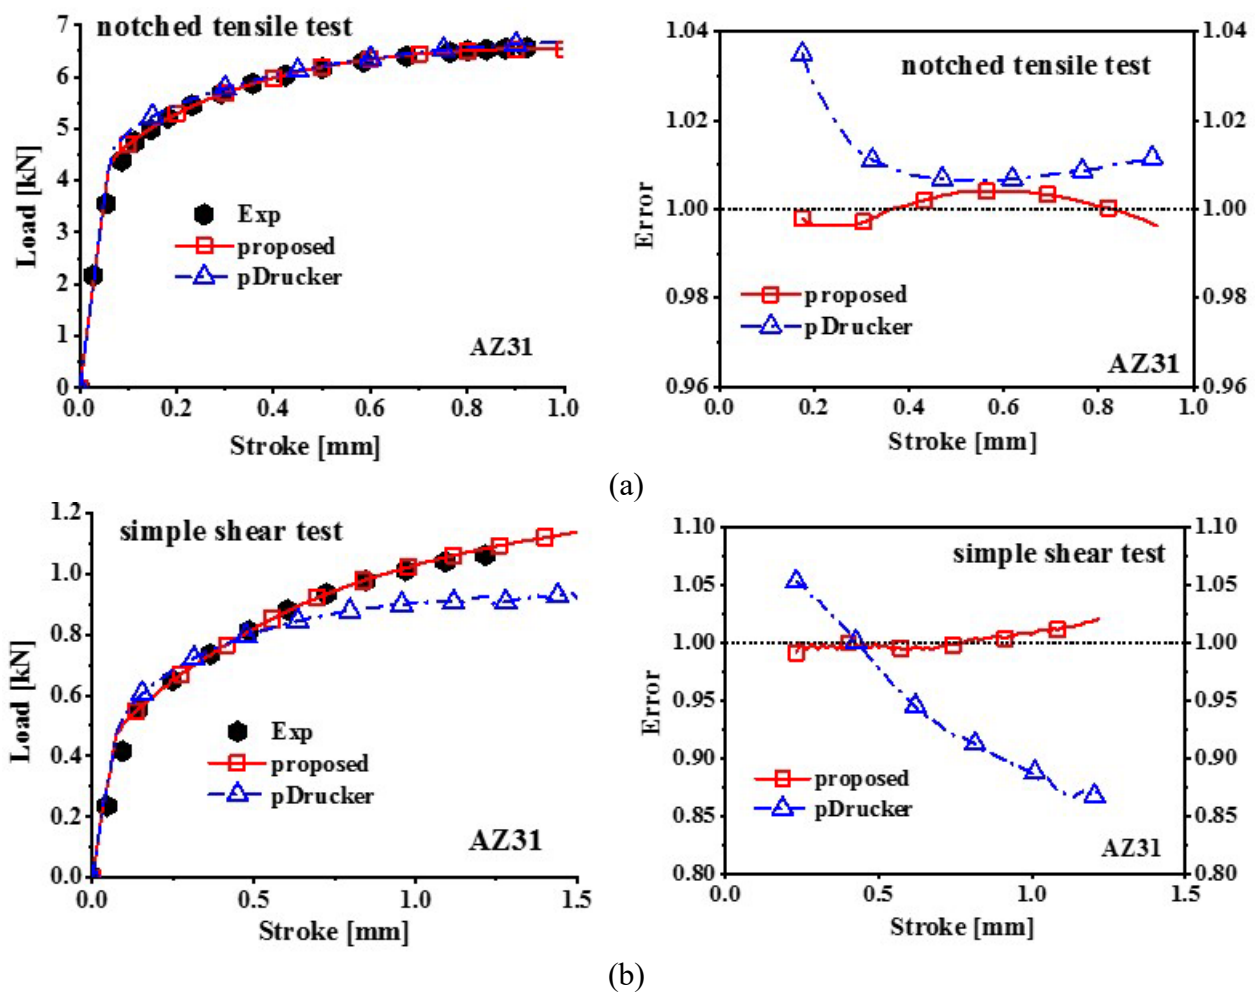 notched tensile test
7
6
5
4
3
2
1
0
Load [kN]
Exp
proposed
pDrucker
AZ31
0.0 0.2 0.4 0.6 0.8 1.0
Stroke [mm]
1.04
1.02
1.00
0.98
0.96
Error
notched tensile test
proposed
pDrucker
AZ31
1.04
1.02
1.00
0.98
0.96
0.0 0.2 0.4 0.6 0.8 1.0
Stroke [mm]
(a)
simple shear test
1.2
1.0
0.8
0.6
0.4
0.2
0.0
Load [kN]
Exp
proposed
pDrucker
AZ31
0.0 0.5 1.0 1.5
Stroke [mm]
1.10
1.05
1.00
0.95
0.90
0.85
0.80
Error
simple shear test
proposed
pDrucker
AZ31
1.10
1.05
1.00
0.95
0.90
0.85
0.80
0.0 0.5 1.0 1.5
Stroke [mm]
(b)